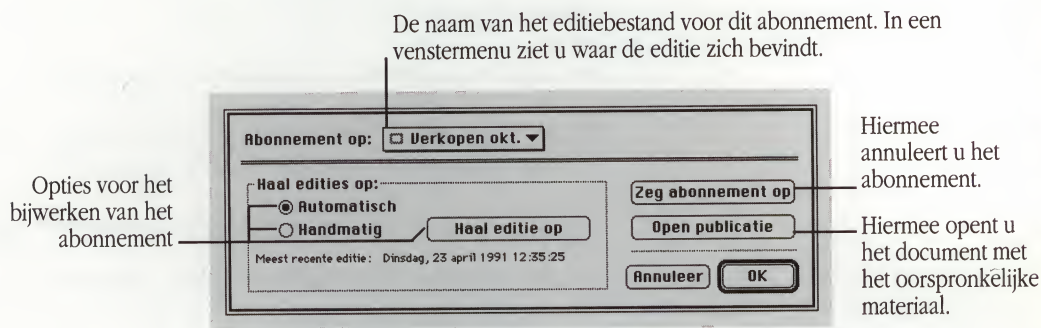 De naam van het editiebestand voor dit abonnement. In een
venstermenu ziet u waar de editie zich bevindt.
Abonnement op: Verkopen okt.
Haal edities op:
Automatisch
Handmatig
Haal editie op
Meest recente editie: Dinsdag, 23 april 1991 12:35:25
Zeg abonnement op
Open publicatie
Annuleer
OK
Opties voor het
bijwerken van het
abonnement
Hiermee
annuleert u het
abonnement.
Hiermee opent u
het document met
het oorspronkelijke
materiaal.